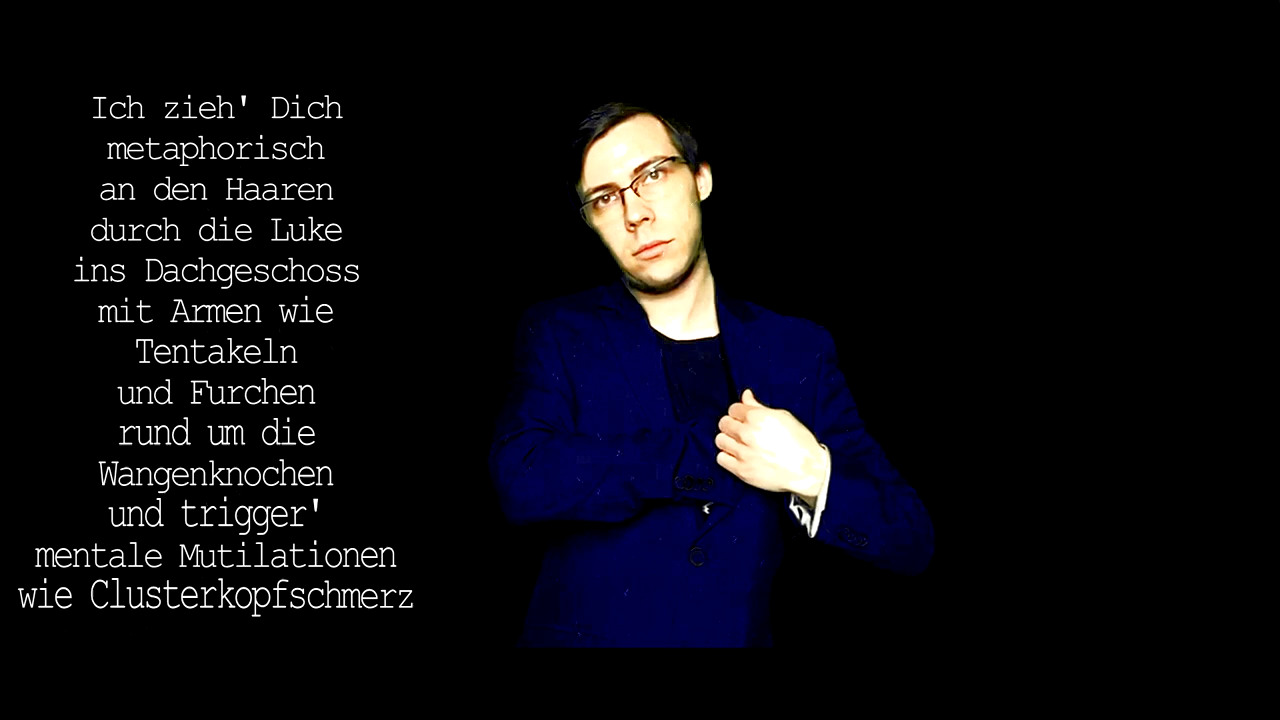 Ich zieh' Dich
metaphorisch
an den Haaren
durch die Luke
ins Dachgeschoss
mit Armen wie
Tentakeln
und Furchen
rund um die
Wangenknochen
und trigger'
mentale Mutilationen
wie Clusterkopfschmerz